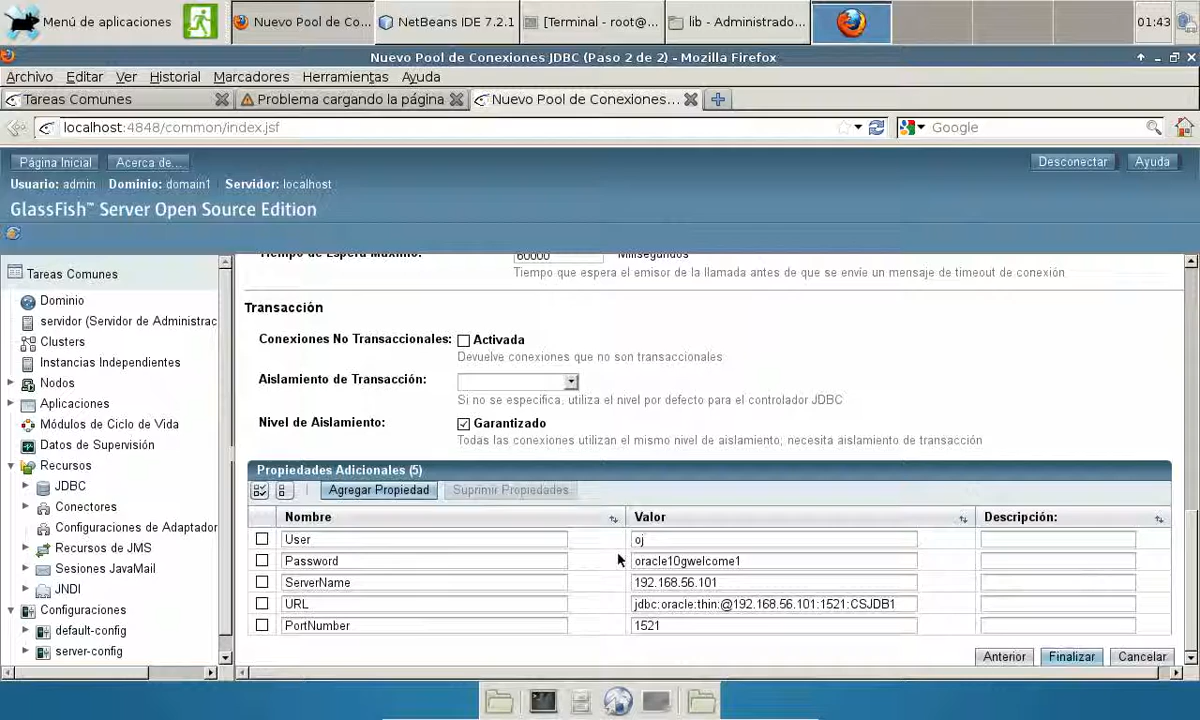 Menú de aplicaciones
Nuevo Pool de Co...
NetBeans IDE 7.2.1
[Terminal - root@...
lib - Administrado...
01:43
Nuevo Pool de Conexiones JDBC (Paso 2 de 2) - Mozilla Firefox
Archivo Editar Ver Historial Marcadores Herramientas Ayuda
Tareas Comunes
Problema cargando la página
Nuevo Pool de Conexiones...
localhost:4848/common/index.jsf
Google
Página Inicial
Acerca de...
Desconectar
Ayuda
Usuario: admin Dominio: domain1 Servidor: localhost
GlassFish™ Server Open Source Edition
Tareas Comunes
Dominio
servidor (Servidor de Administrac
Clusters
Instancias Independientes
Nodos
Aplicaciones
Módulos de Ciclo de Vida
Datos de Supervisión
Recursos
JDBC
Conectores
Configuraciones de Adaptador
Recursos de JMS
Sesiones JavaMail
JNDI
Configuraciones
default-config
server-config
Tiempo de Espera Máximo: 60000 Milisegundos
Tiempo que espera el emisor de la llamada antes de que se envíe un mensaje de timeout de conexión
Transacción
Conexiones No Transaccionales: Activada
Devuelve conexiones que no son transaccionales
Aislamiento de Transacción:
Si no se especifica, utiliza el nivel por defecto para el controlador JDBC
Nivel de Aislamiento: Garantizado
Todas las conexiones utilizan el mismo nivel de aislamiento; necesita aislamiento de transacción
Propiedades Adicionales (5)
Agregar Propiedad
Suprimir Propiedades
Nombre Valor Descripción:
User oj
Password oracle10gwelcome1
ServerName 192.168.56.101
URL jdbc:oracle:thin:@192.168.56.101:1521:CSJDB1
PortNumber 1521
Anterior Finalizar Cancelar